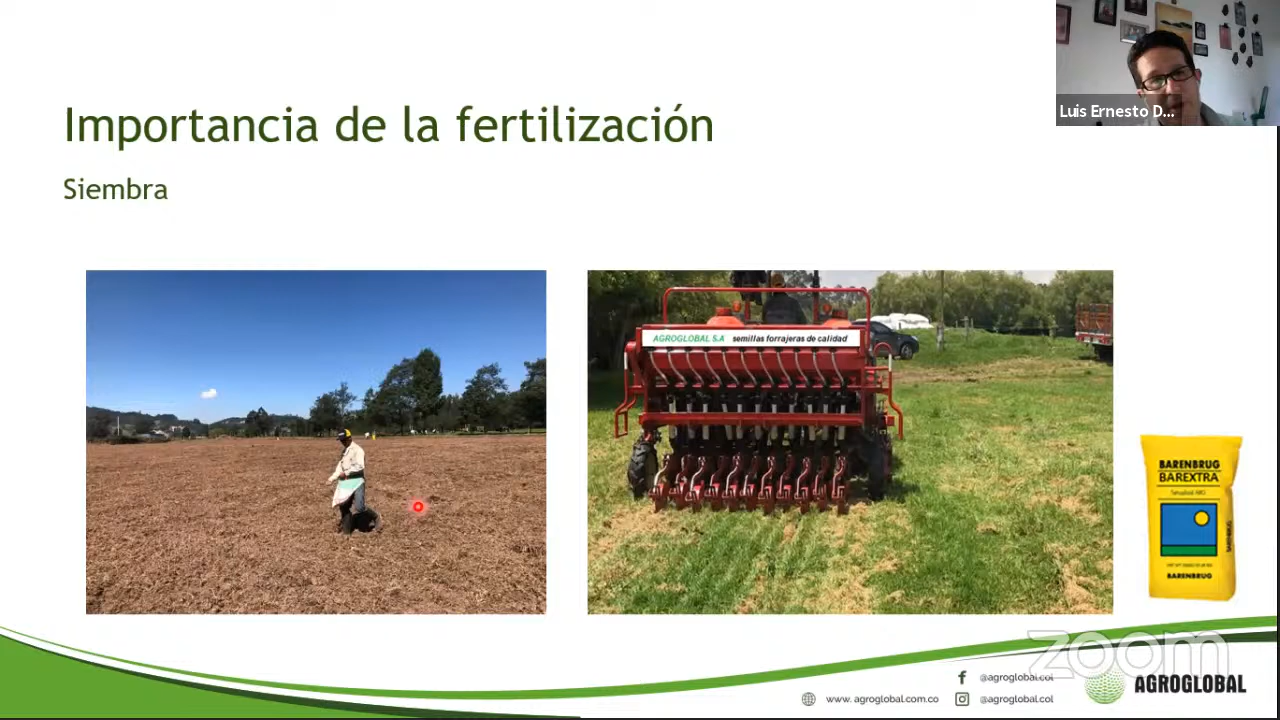 Luis Ernesto D...
Importancia de la fertilización
Siembra
AGROGLOBAL S.A semillas forrajeras de calidad
BARENBRUG
BAREXTRA
BARENBRUG
BARENBRUG
zoom
@agroglobal.col
www. agroglobal.com.co
@agroglobal.col
AGROGLOBAL